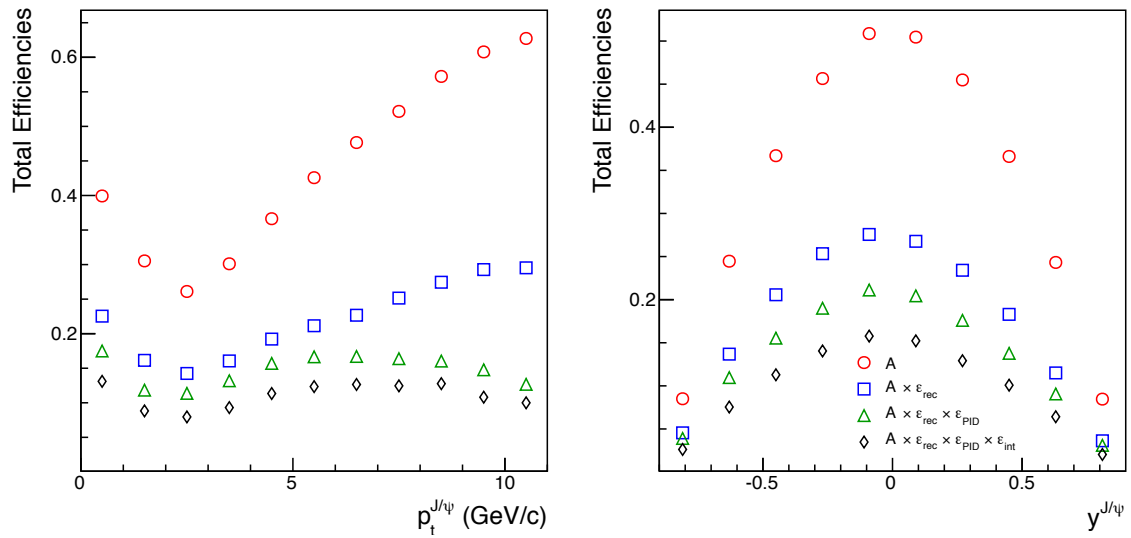 Total Efficiencies
0.6
0.4
0.2
0
5
10
p_t^{J/ψ} (GeV/c)
Total Efficiencies
0.4
0.2
-0.5
0
0.5
y^{J/ψ}
A
A × ε_rec
A × ε_rec × ε_PID
A × ε_rec × ε_PID × ε_int